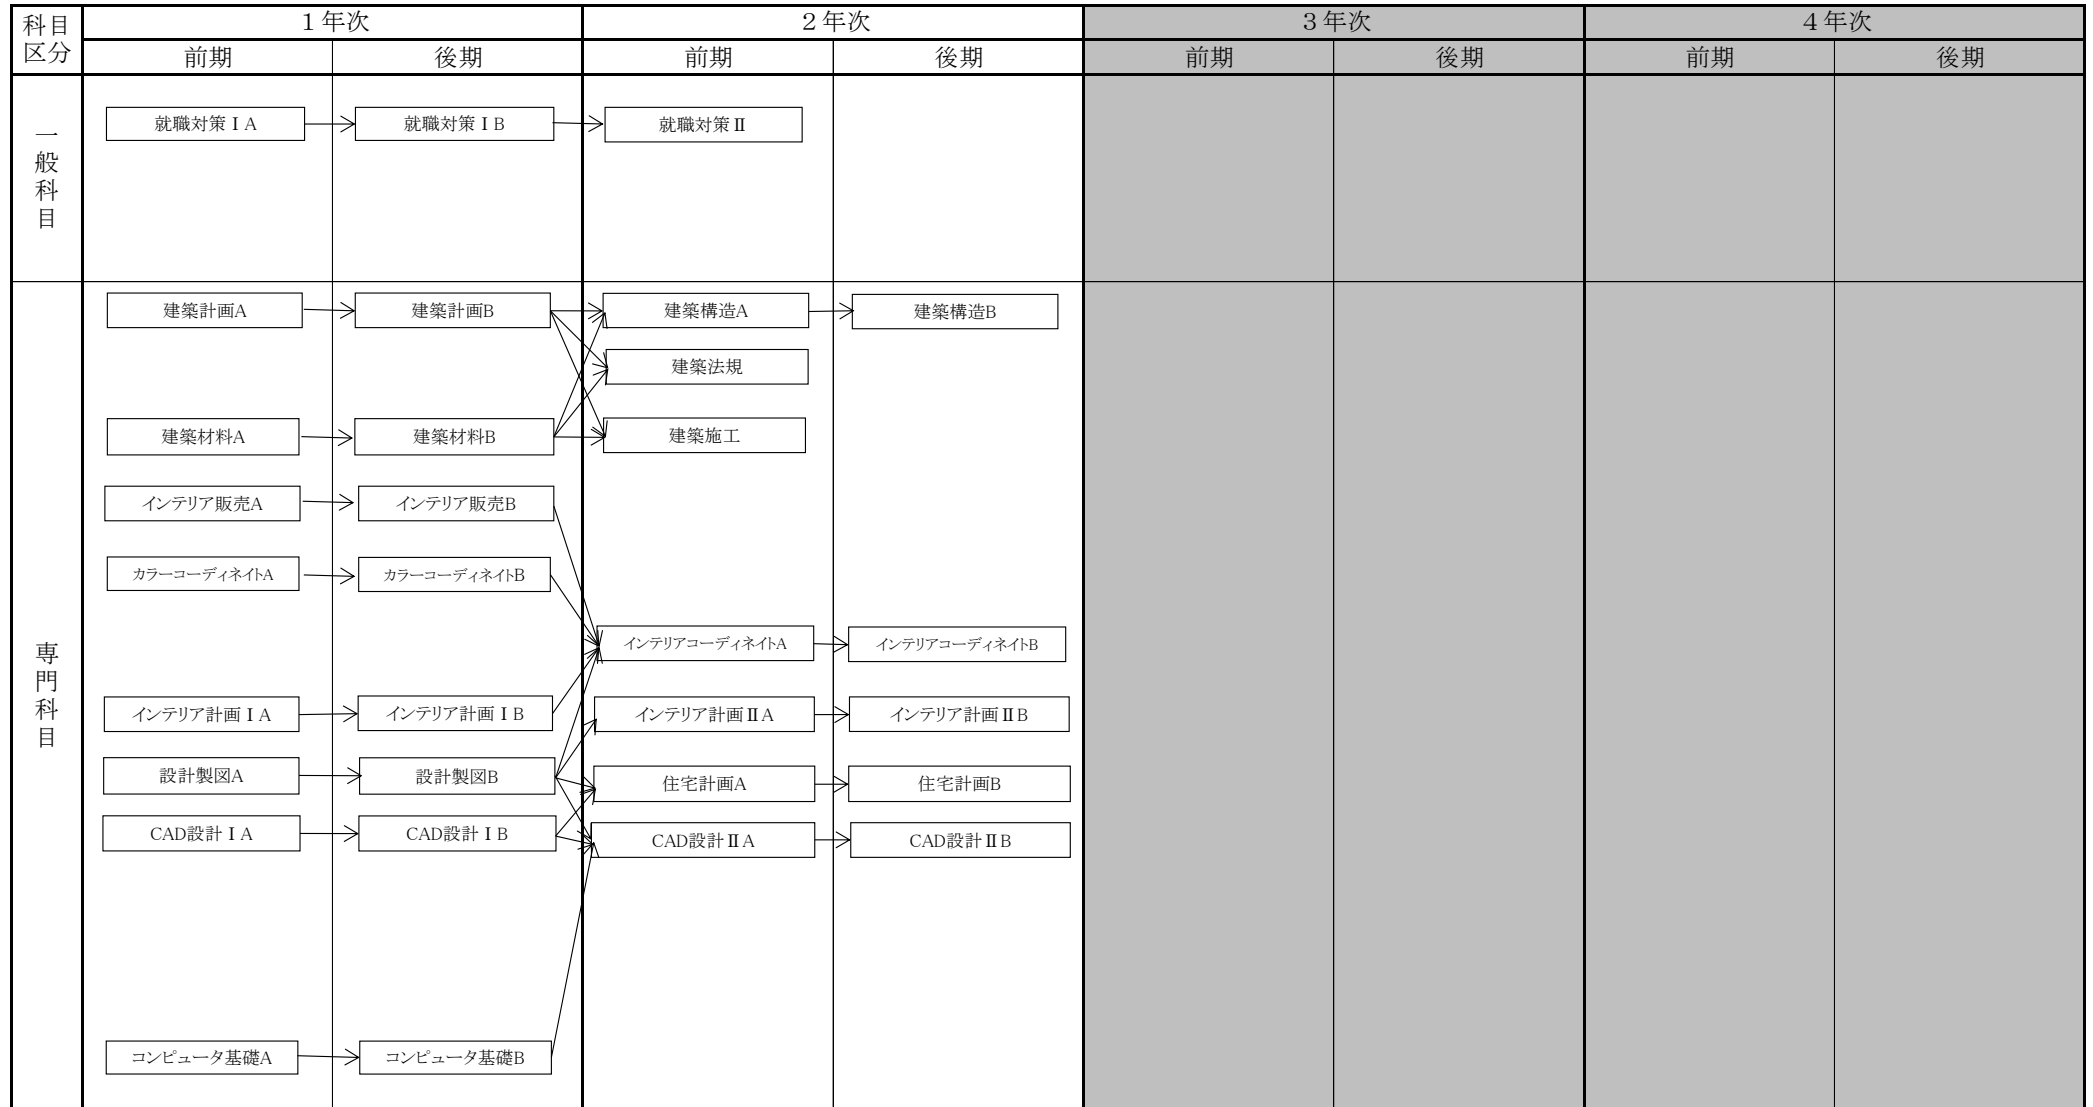 科目
区分
１年次
２年次
３年次
４年次
前期
後期
前期
後期
前期
後期
前期
後期
一般科目
就職対策ⅠA
就職対策ⅠB
就職対策Ⅱ
専門科目
建築計画A
建築計画B
建築構造A
建築構造B
建築法規
建築材料A
建築材料B
建築施工
インテリア販売A
インテリア販売B
カラーコーディネイトA
カラーコーディネイトB
インテリアコーディネイトA
インテリアコーディネイトB
インテリア計画ⅠA
インテリア計画ⅠB
インテリア計画ⅡA
インテリア計画ⅡB
設計製図A
設計製図B
住宅計画A
住宅計画B
CAD設計ⅠA
CAD設計ⅠB
CAD設計ⅡA
CAD設計ⅡB
コンピュータ基礎A
コンピュータ基礎B